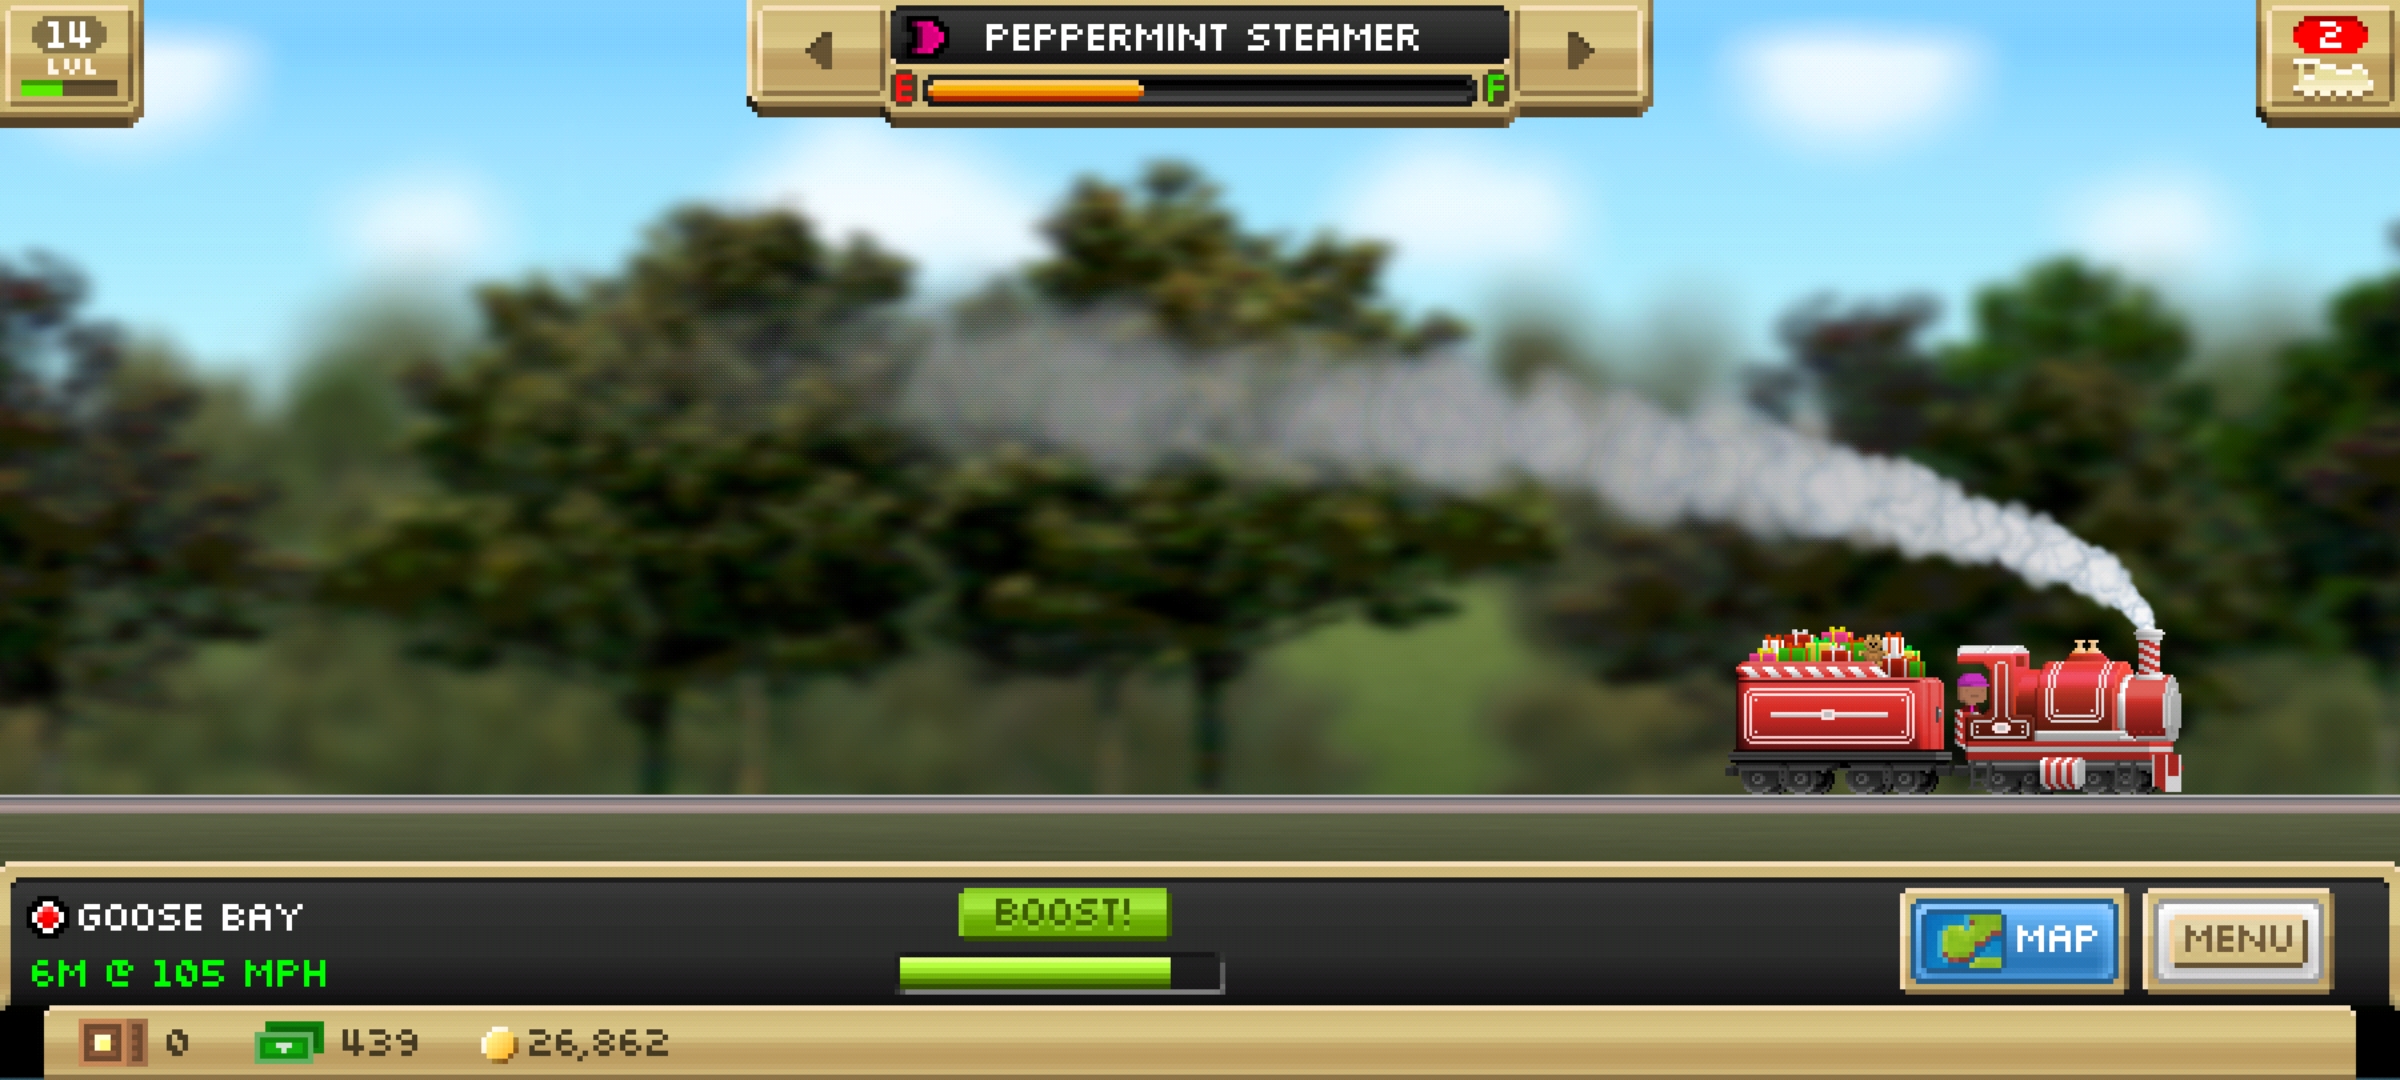 14
LVL
PEPPERMINT STEAMER
E F
2
GOOSE BAY
6M @ 105 MPH
BOOST!
MAP
MENU
0
439
26,862